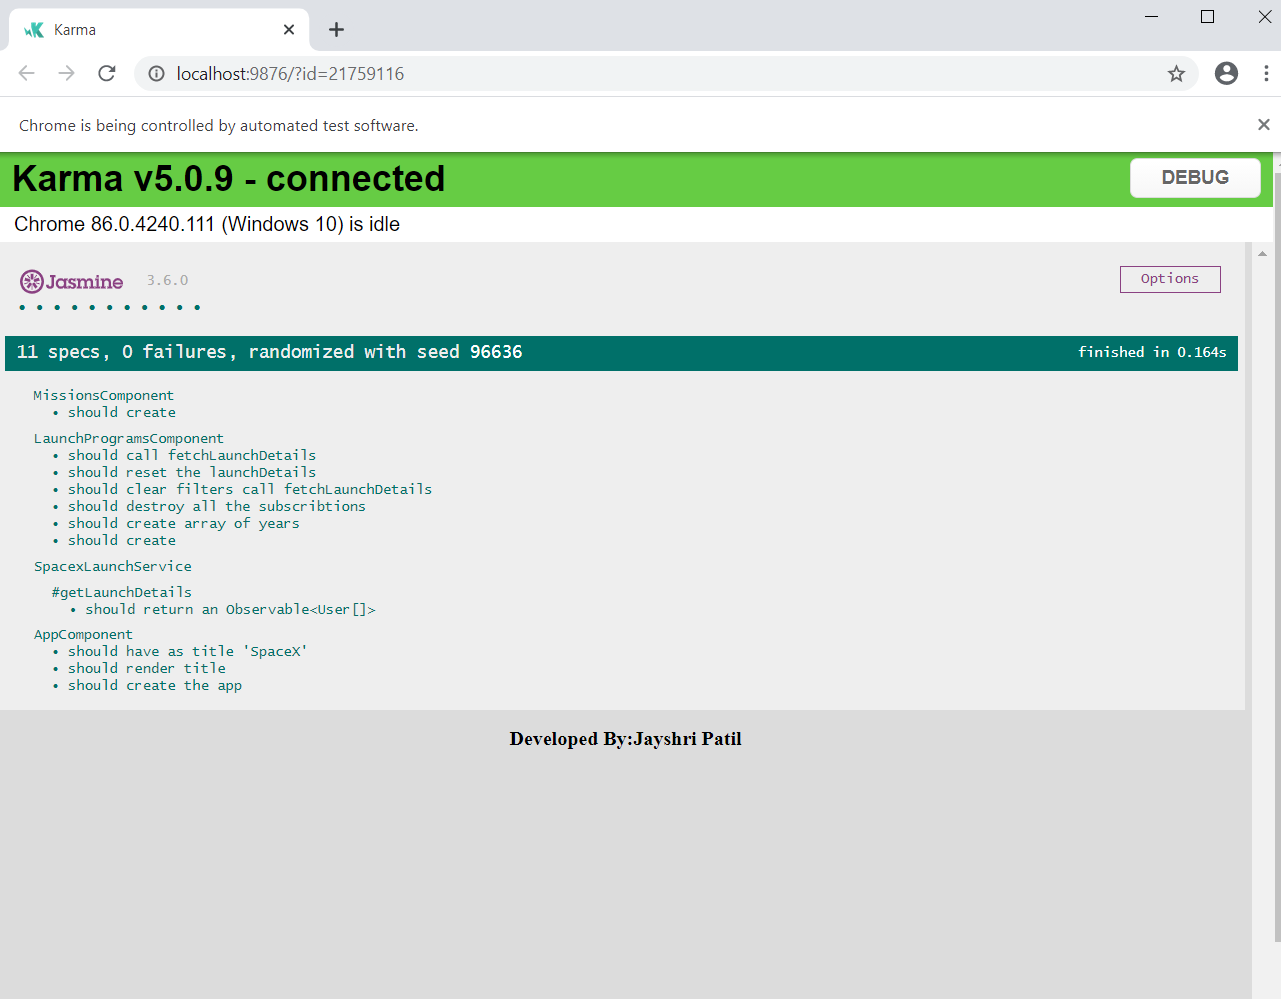 Karma
localhost:9876/?id=21759116
Chrome is being controlled by automated test software.
Karma v5.0.9 - connected
DEBUG
Chrome 86.0.4240.111 (Windows 10) is idle
Jasmine 3.6.0
Options
11 specs, 0 failures, randomized with seed 96636
finished in 0.164s
MissionsComponent
• should create
LaunchProgramsComponent
• should call fetchLaunchDetails
• should reset the launchDetails
• should clear filters call fetchLaunchDetails
• should destroy all the subscribtions
• should create array of years
• should create
SpacexLaunchService
#getLaunchDetails
• should return an Observable<User[]>
AppComponent
• should have as title 'SpaceX'
• should render title
• should create the app
Developed By:Jayshri Patil